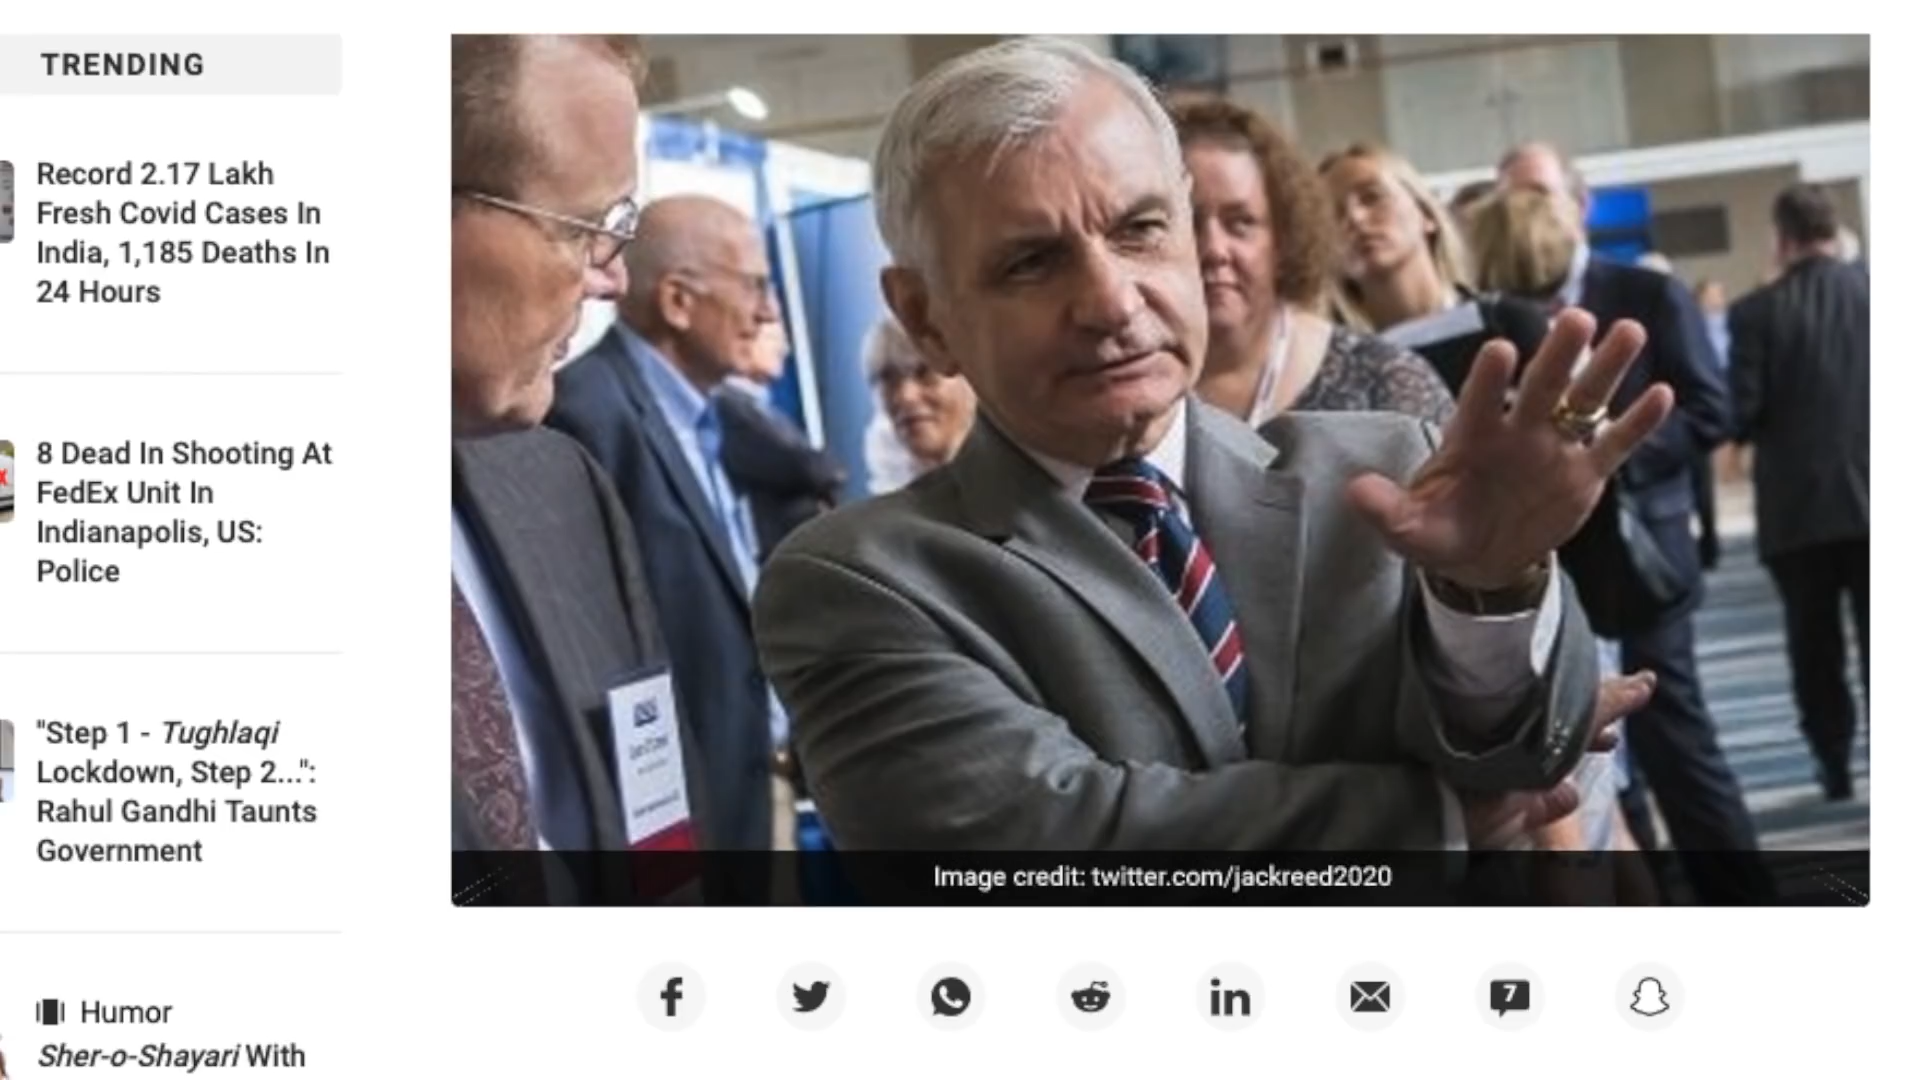 TRENDING
Record 2.17 Lakh
Fresh Covid Cases In
India, 1,185 Deaths In
24 Hours
8 Dead In Shooting At
FedEx Unit In
Indianapolis, US:
Police
"Step 1 - Tughlaqi
Lockdown, Step 2...":
Rahul Gandhi Taunts
Government
Humor
Sher-o-Shayari With
Image credit: twitter.com/jackreed2020
7